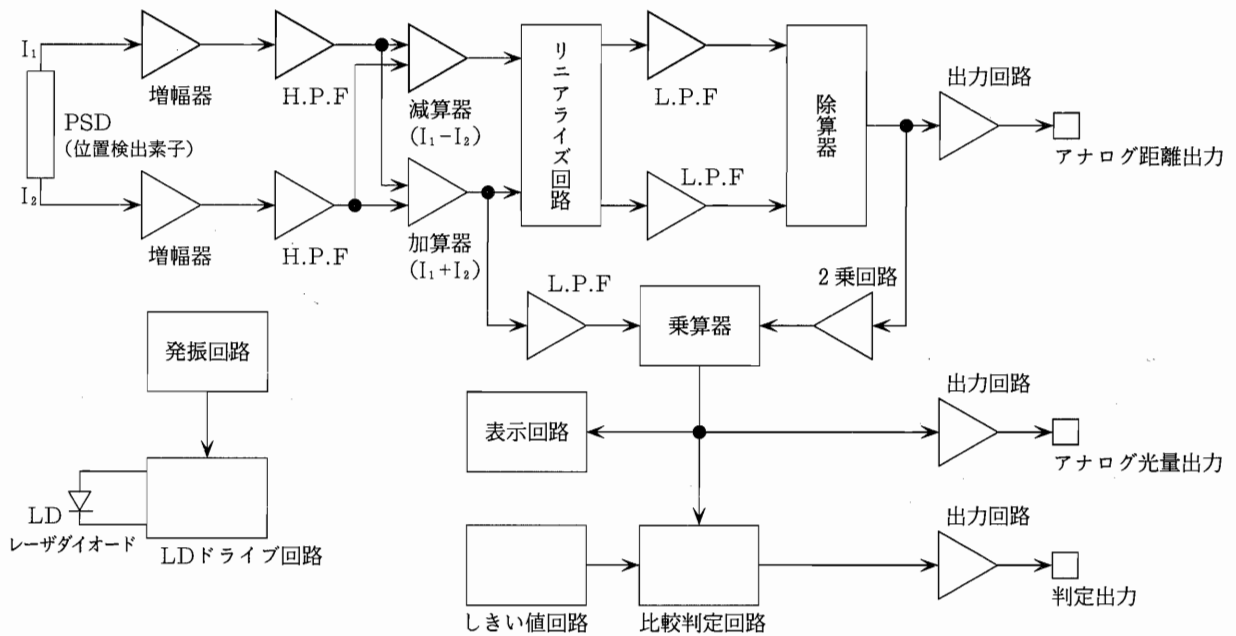 I₁
増幅器
H.P.F
減算器
(I₁−I₂)
リニアライズ回路
L.P.F
除算器
出力回路
アナログ距離出力
PSD
(位置検出素子)
I₂
増幅器
H.P.F
加算器
(I₁+I₂)
L.P.F
L.P.F
乗算器
2乗回路
発振回路
表示回路
出力回路
アナログ光量出力
LD
レーザダイオード
LDドライブ回路
しきい値回路
比較判定回路
出力回路
判定出力